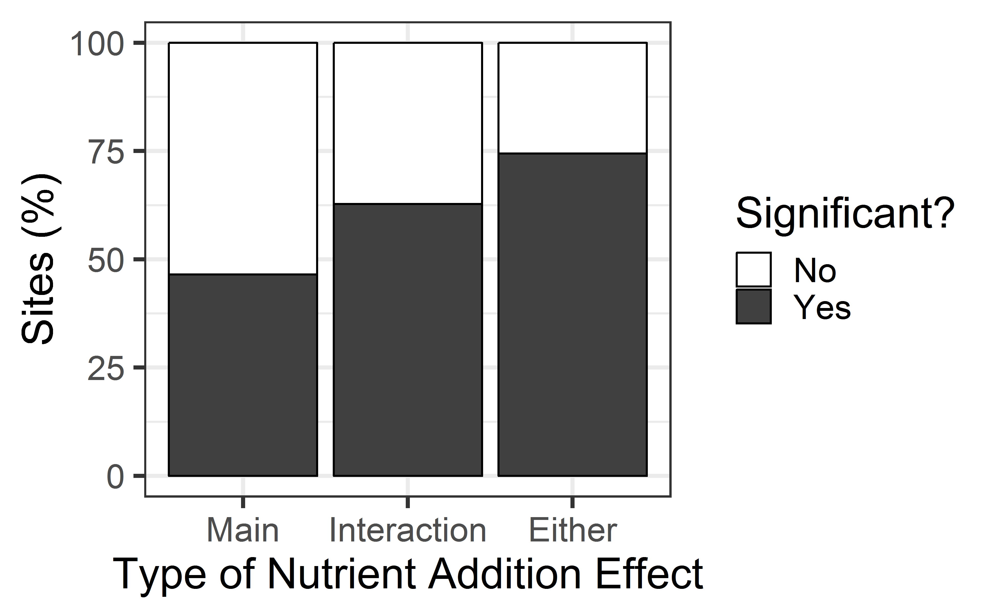 100
75
50
25
0
Sites (%)
Main Interaction Either
Type of Nutrient Addition Effect
Significant?
No
Yes